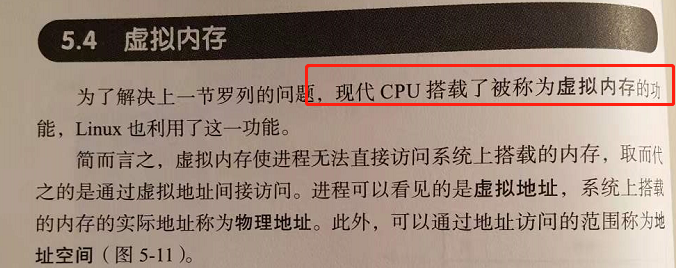 5.4 虚拟内存
为了解决上一节罗列的问题，现代 CPU 搭载了被称为虚拟内存的功
能，Linux 也利用了这一功能。
简而言之，虚拟内存使进程无法直接访问系统上搭载的内存，取而代
之的是通过虚拟地址间接访问。进程可以看见的是虚拟地址，系统上搭载
的内存的实际地址称为物理地址。此外，可以通过地址访问的范围称为地
址空间（图 5-11）。